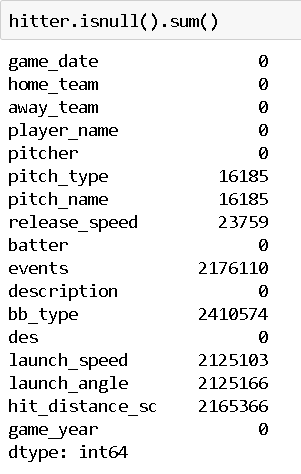 hitter.isnull().sum()
game_date 0
home_team 0
away_team 0
player_name 0
pitcher 0
pitch_type 16185
pitch_name 16185
release_speed 23759
batter 0
events 2176110
description 0
bb_type 2410574
des 0
launch_speed 2125103
launch_angle 2125166
hit_distance_sc 2165366
game_year 0
dtype: int64